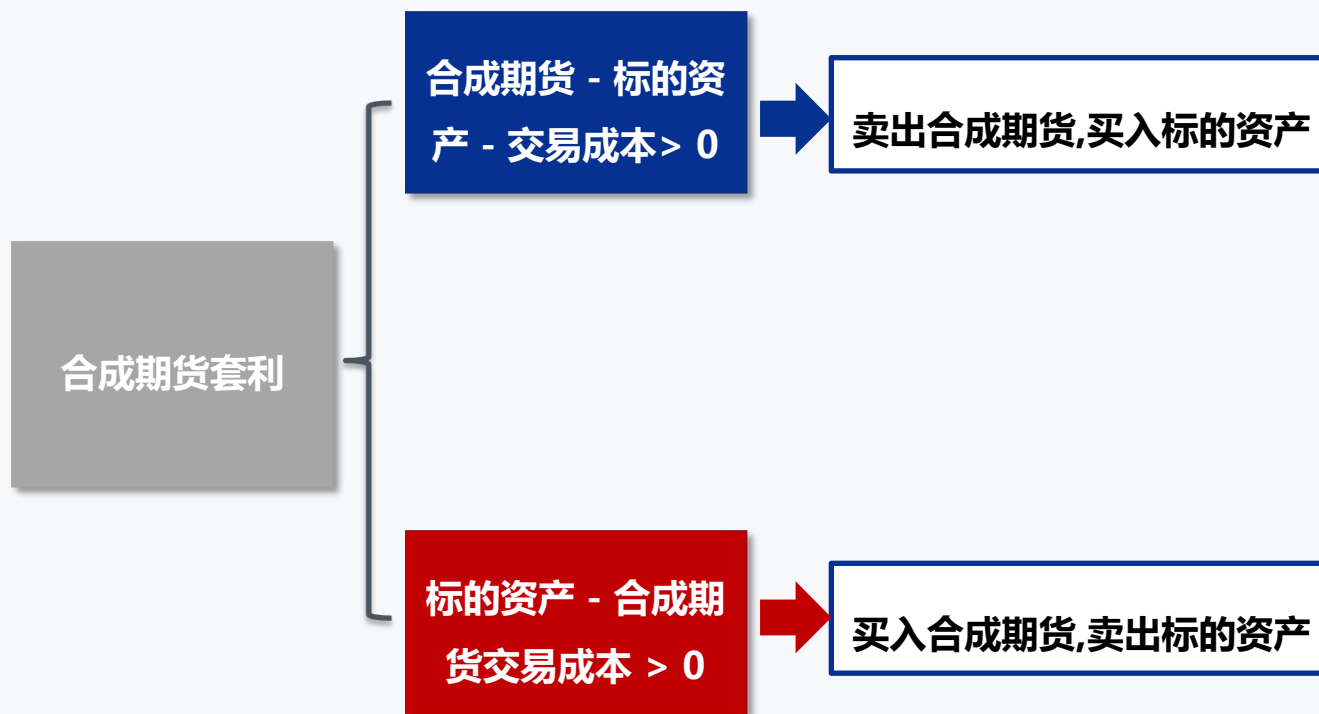 合成期货 - 标的资
产 - 交易成本> 0
卖出合成期货,买入标的资产
合成期货套利
标的资产 - 合成期
货交易成本 > 0
买入合成期货,卖出标的资产